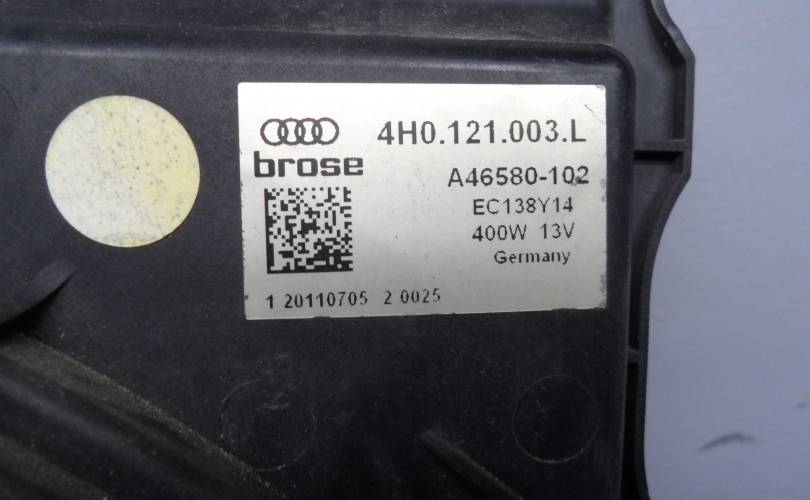 4H0.121.003.L
brose
A46580-102
EC138Y14
400W 13V
Germany
1 20110705 2 0025